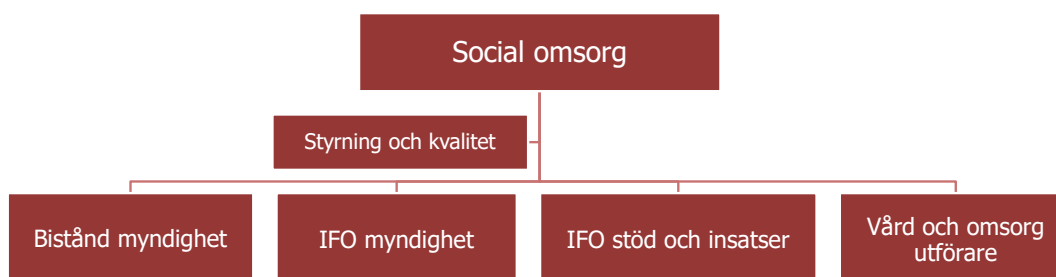 Social omsorg
Styrning och kvalitet
Bistånd myndighet
IFO myndighet
IFO stöd och insatser
Vård och omsorg
utförare